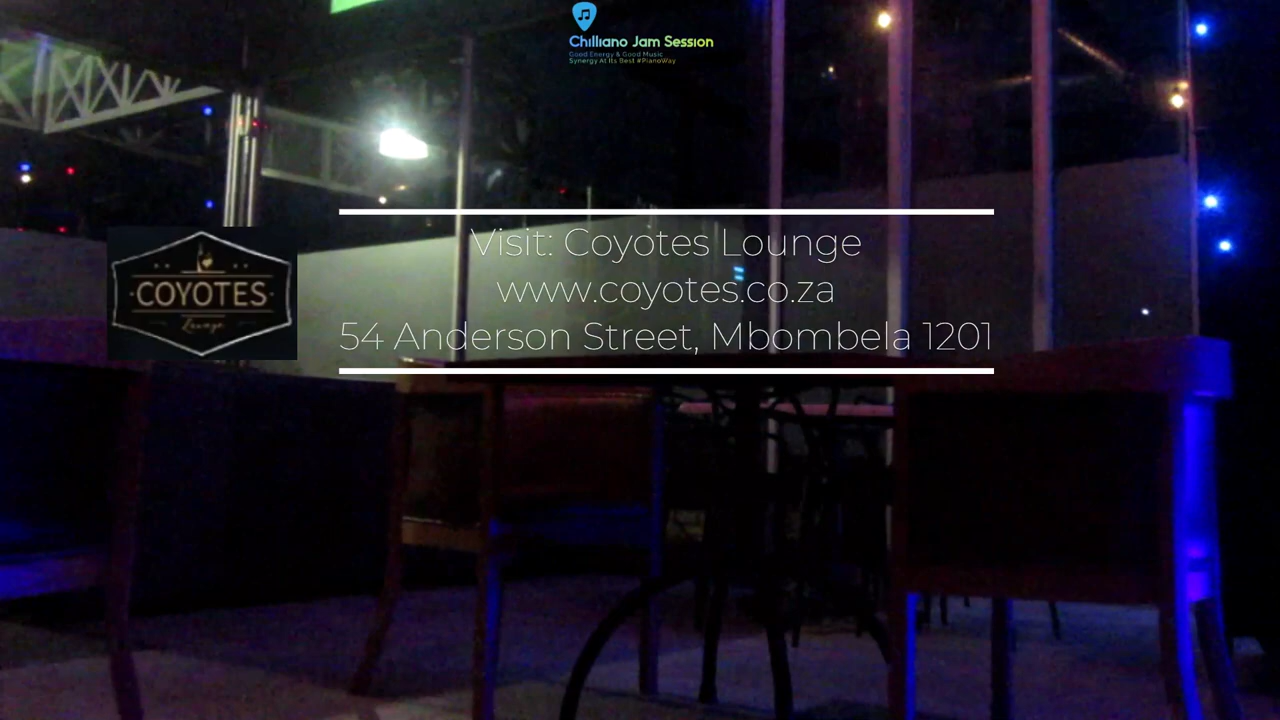 Chilliano Jam Session
Good Energy & Good Music
Synergy At Its Best #PianoWay
Visit: Coyotes Lounge
www.coyotes.co.za
54 Anderson Street, Mbombela 1201
COYOTES
Lounge